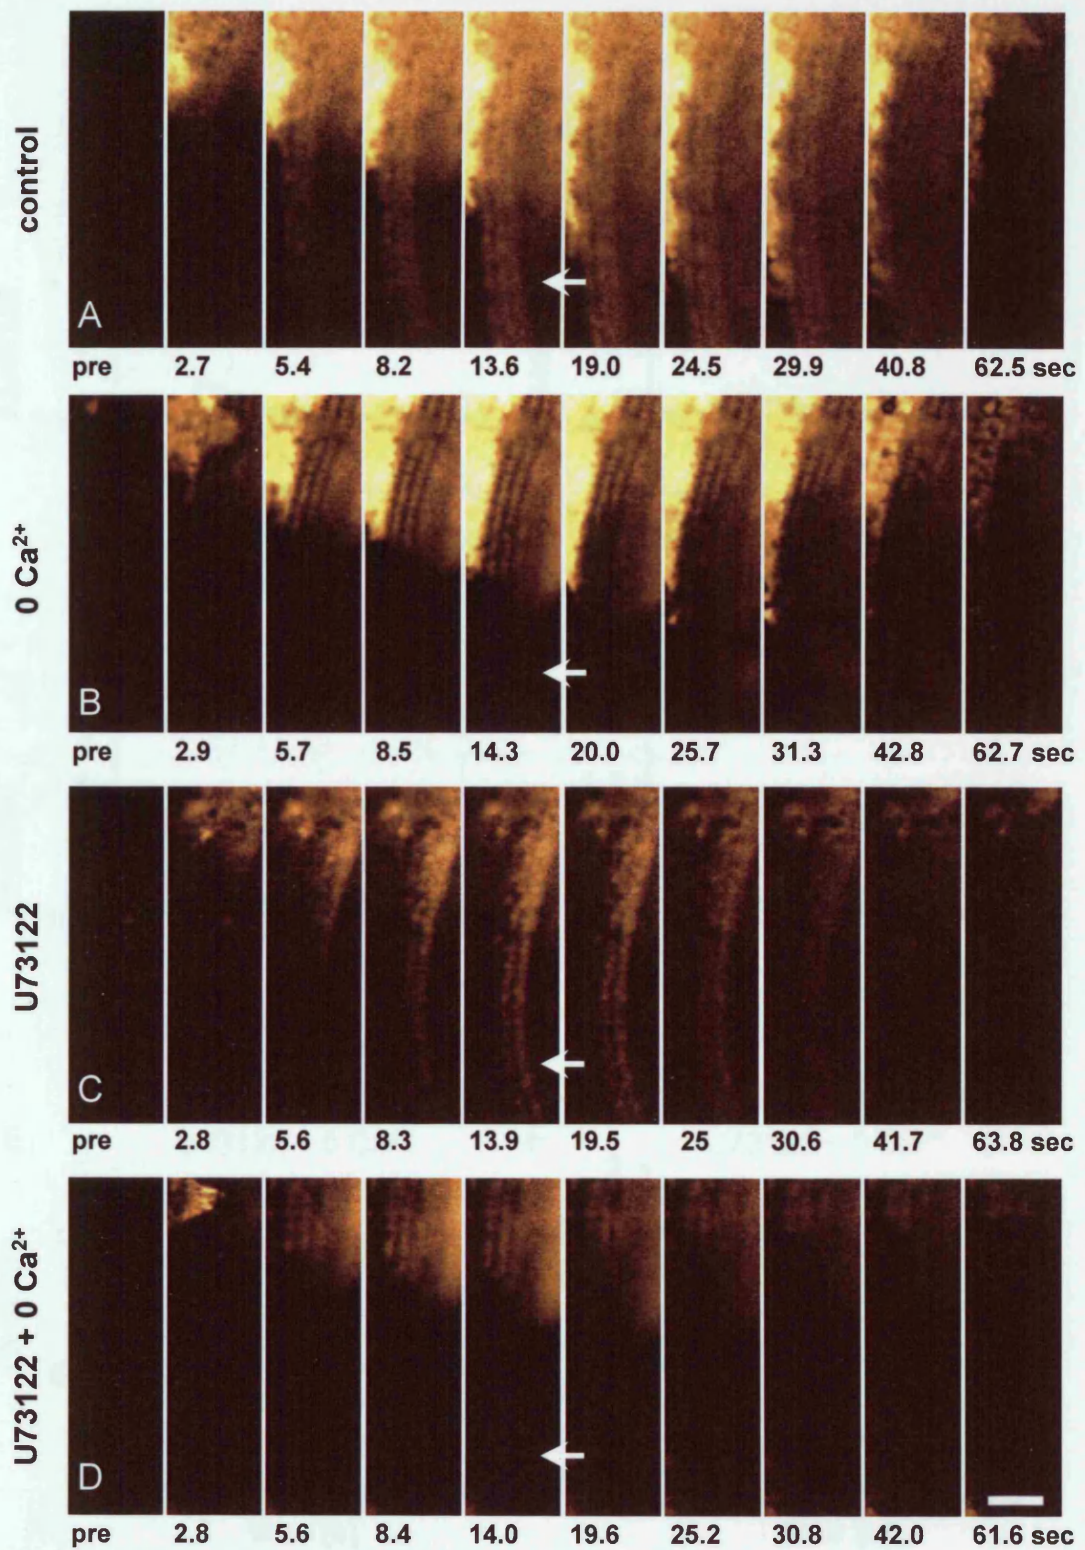 control
A
pre 2.7 5.4 8.2 13.6 19.0 24.5 29.9 40.8 62.5 sec
0 Ca²⁺
B
pre 2.9 5.7 8.5 14.3 20.0 25.7 31.3 42.8 62.7 sec
U73122
C
pre 2.8 5.6 8.3 13.9 19.5 25 30.6 41.7 63.8 sec
U73122 + 0 Ca²⁺
D
pre 2.8 5.6 8.4 14.0 19.6 25.2 30.8 42.0 61.6 sec